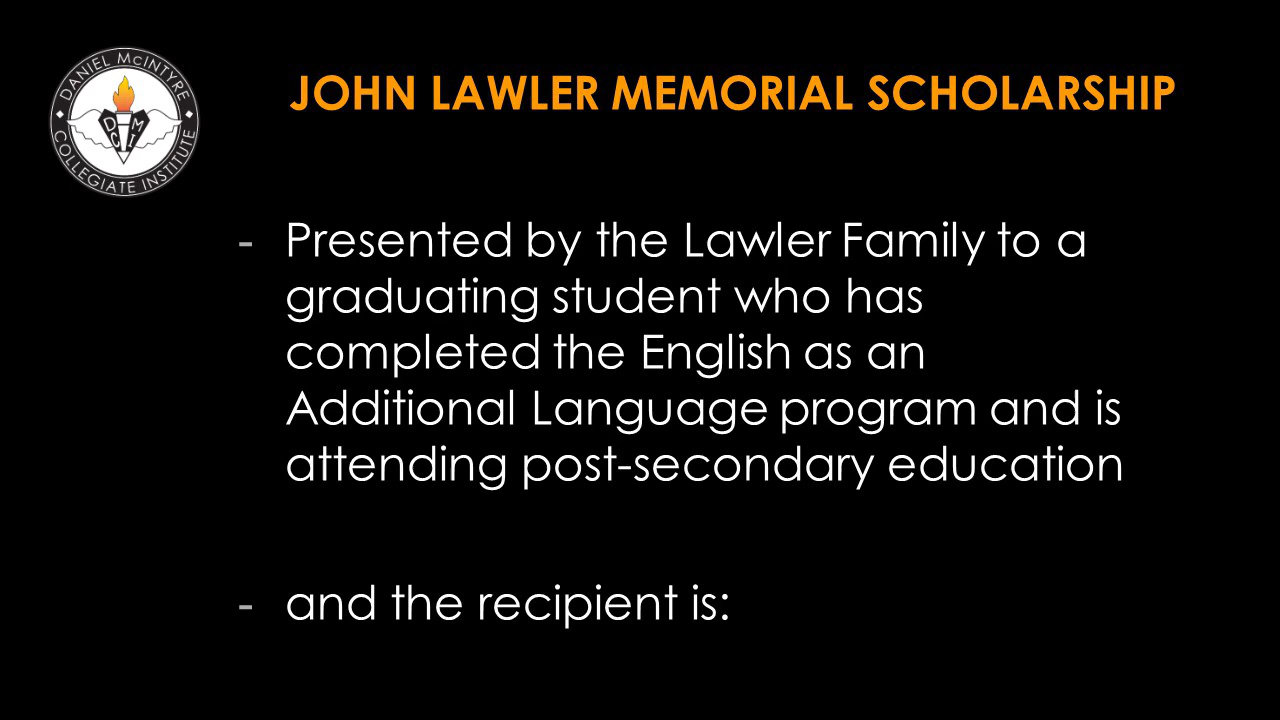 DANIEL McINTYRE
COLLEGIATE INSTITUTE
D M
C I
JOHN LAWLER MEMORIAL SCHOLARSHIP
- Presented by the Lawler Family to a
graduating student who has
completed the English as an
Additional Language program and is
attending post-secondary education
- and the recipient is: